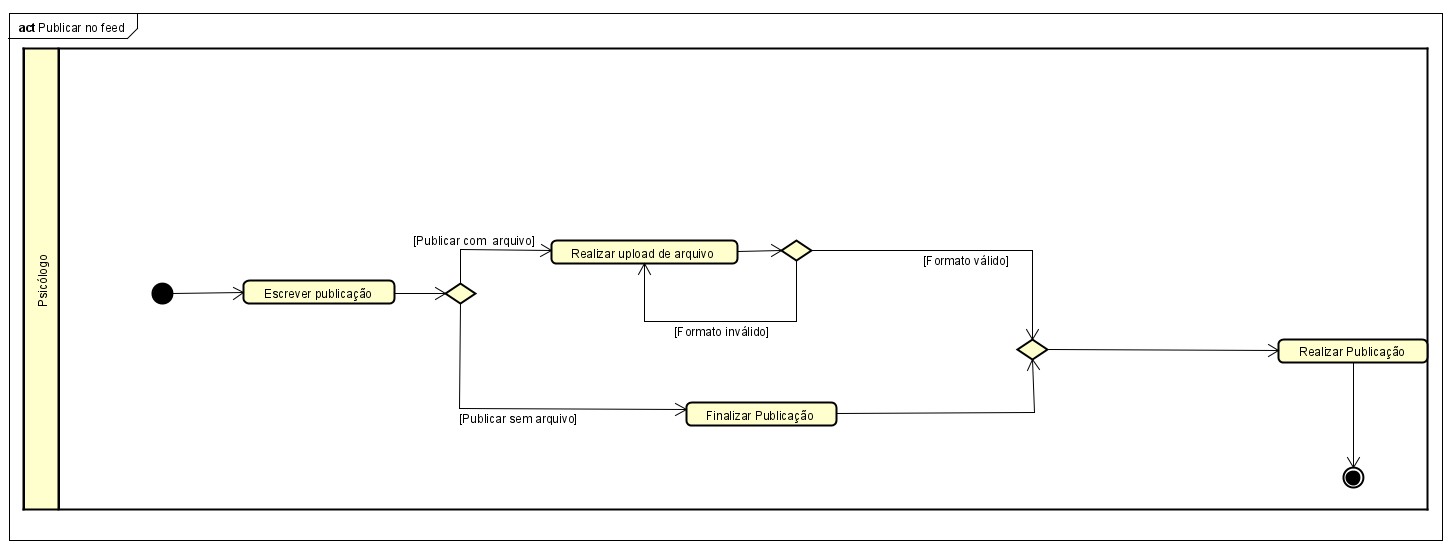 act Publicar no feed
Psicólogo
[Publicar com arquivo]
Realizar upload de arquivo
[Formato válido]
Escrever publicação
[Formato inválido]
Realizar Publicação
[Publicar sem arquivo]
Finalizar Publicação